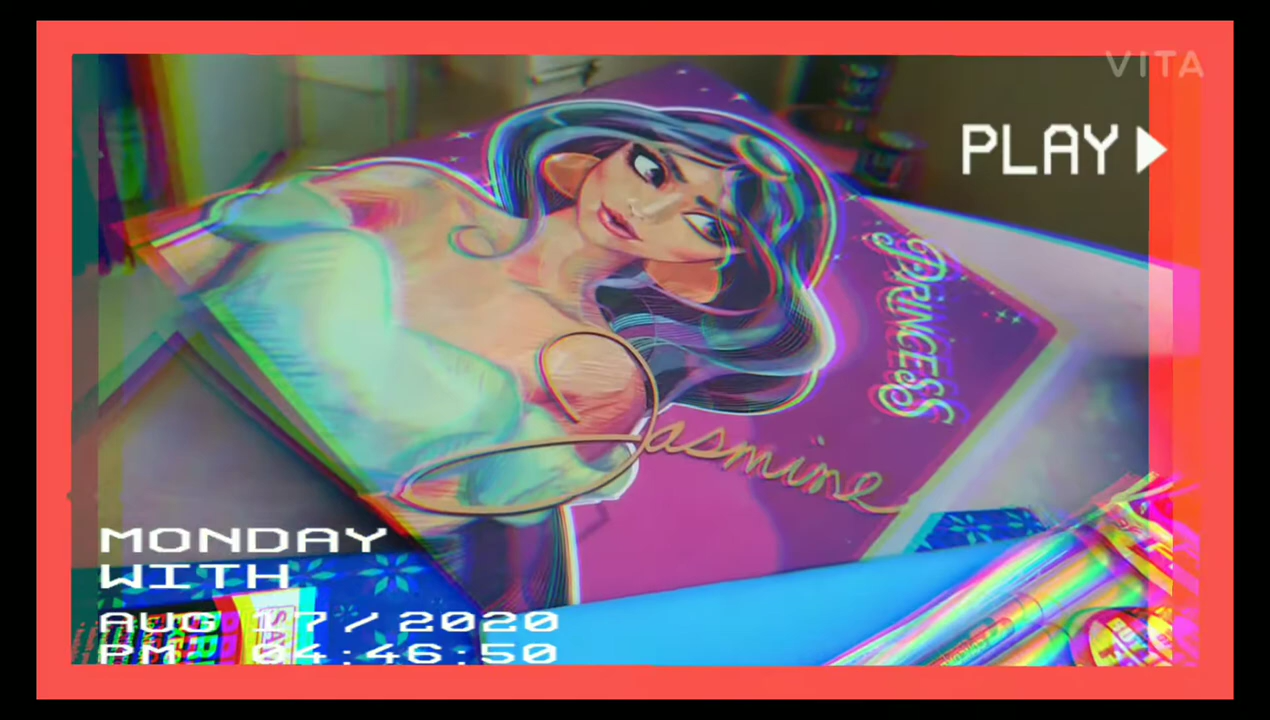 VITA
PLAY
PRINCESS
Jasmine
MONDAY
WITH
AUG 17/2020
PM: 04:46:50